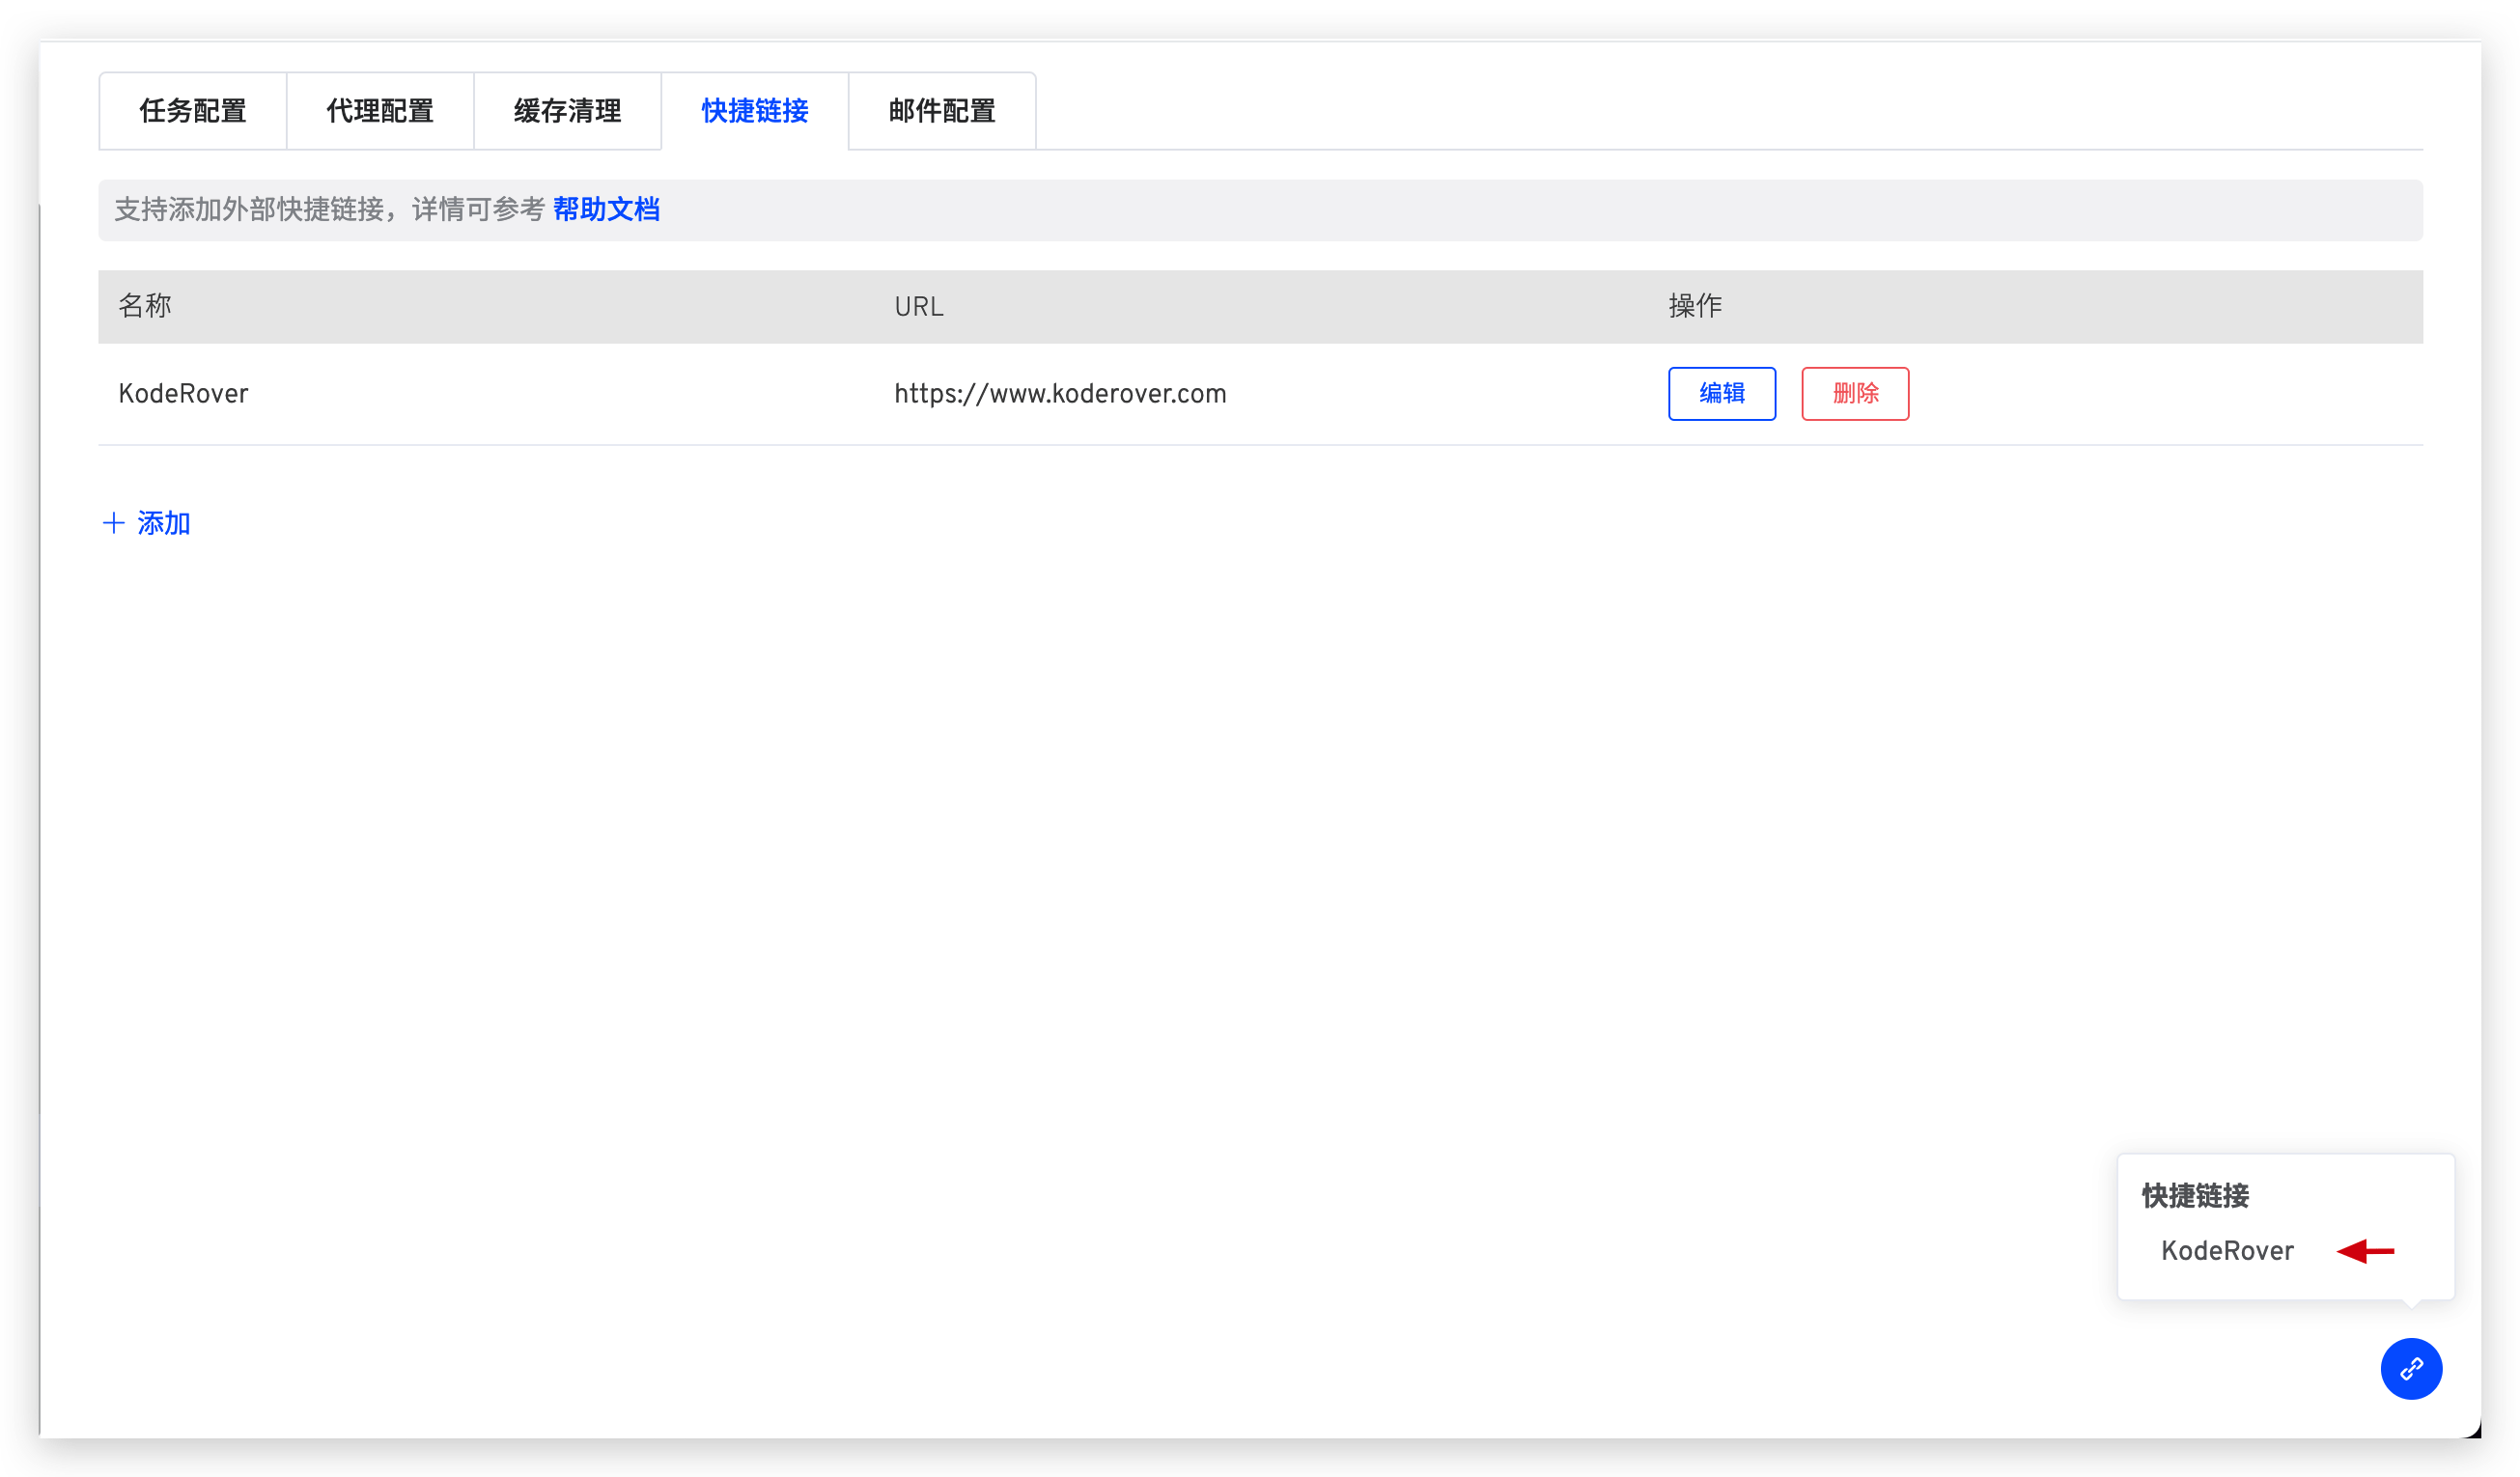 任务配置 代理配置 缓存清理 快捷链接 邮件配置
支持添加外部快捷链接，详情可参考 帮助文档
名称 URL 操作
KodeRover https://www.koderover.com 编辑 删除
添加
快捷链接
KodeRover